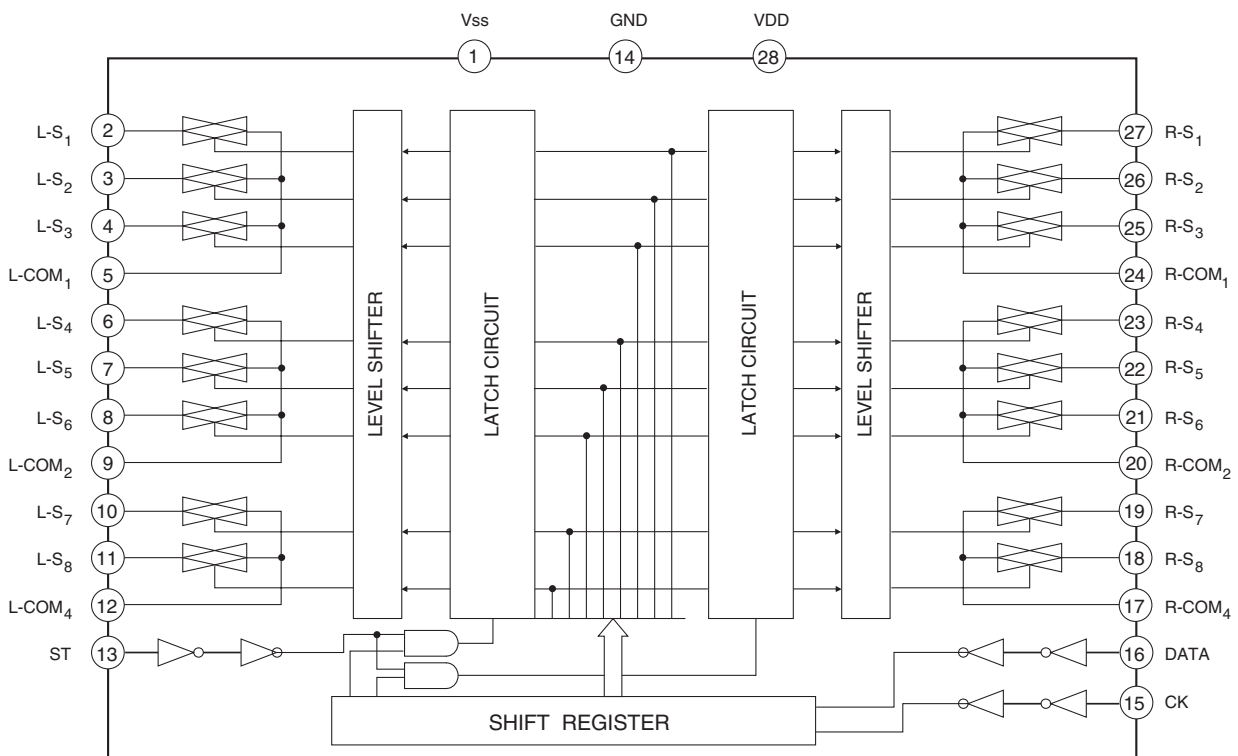 Vss GND VDD
1 14 28
L-S1 2
L-S2 3
L-S3 4
L-COM1 5
L-S4 6
L-S5 7
L-S6 8
L-COM2 9
L-S7 10
L-S8 11
L-COM4 12
ST 13
LEVEL SHIFTER
LATCH CIRCUIT
LATCH CIRCUIT
LEVEL SHIFTER
27 R-S1
26 R-S2
25 R-S3
24 R-COM1
23 R-S4
22 R-S5
21 R-S6
20 R-COM2
19 R-S7
18 R-S8
17 R-COM4
16 DATA
15 CK
SHIFT REGISTER